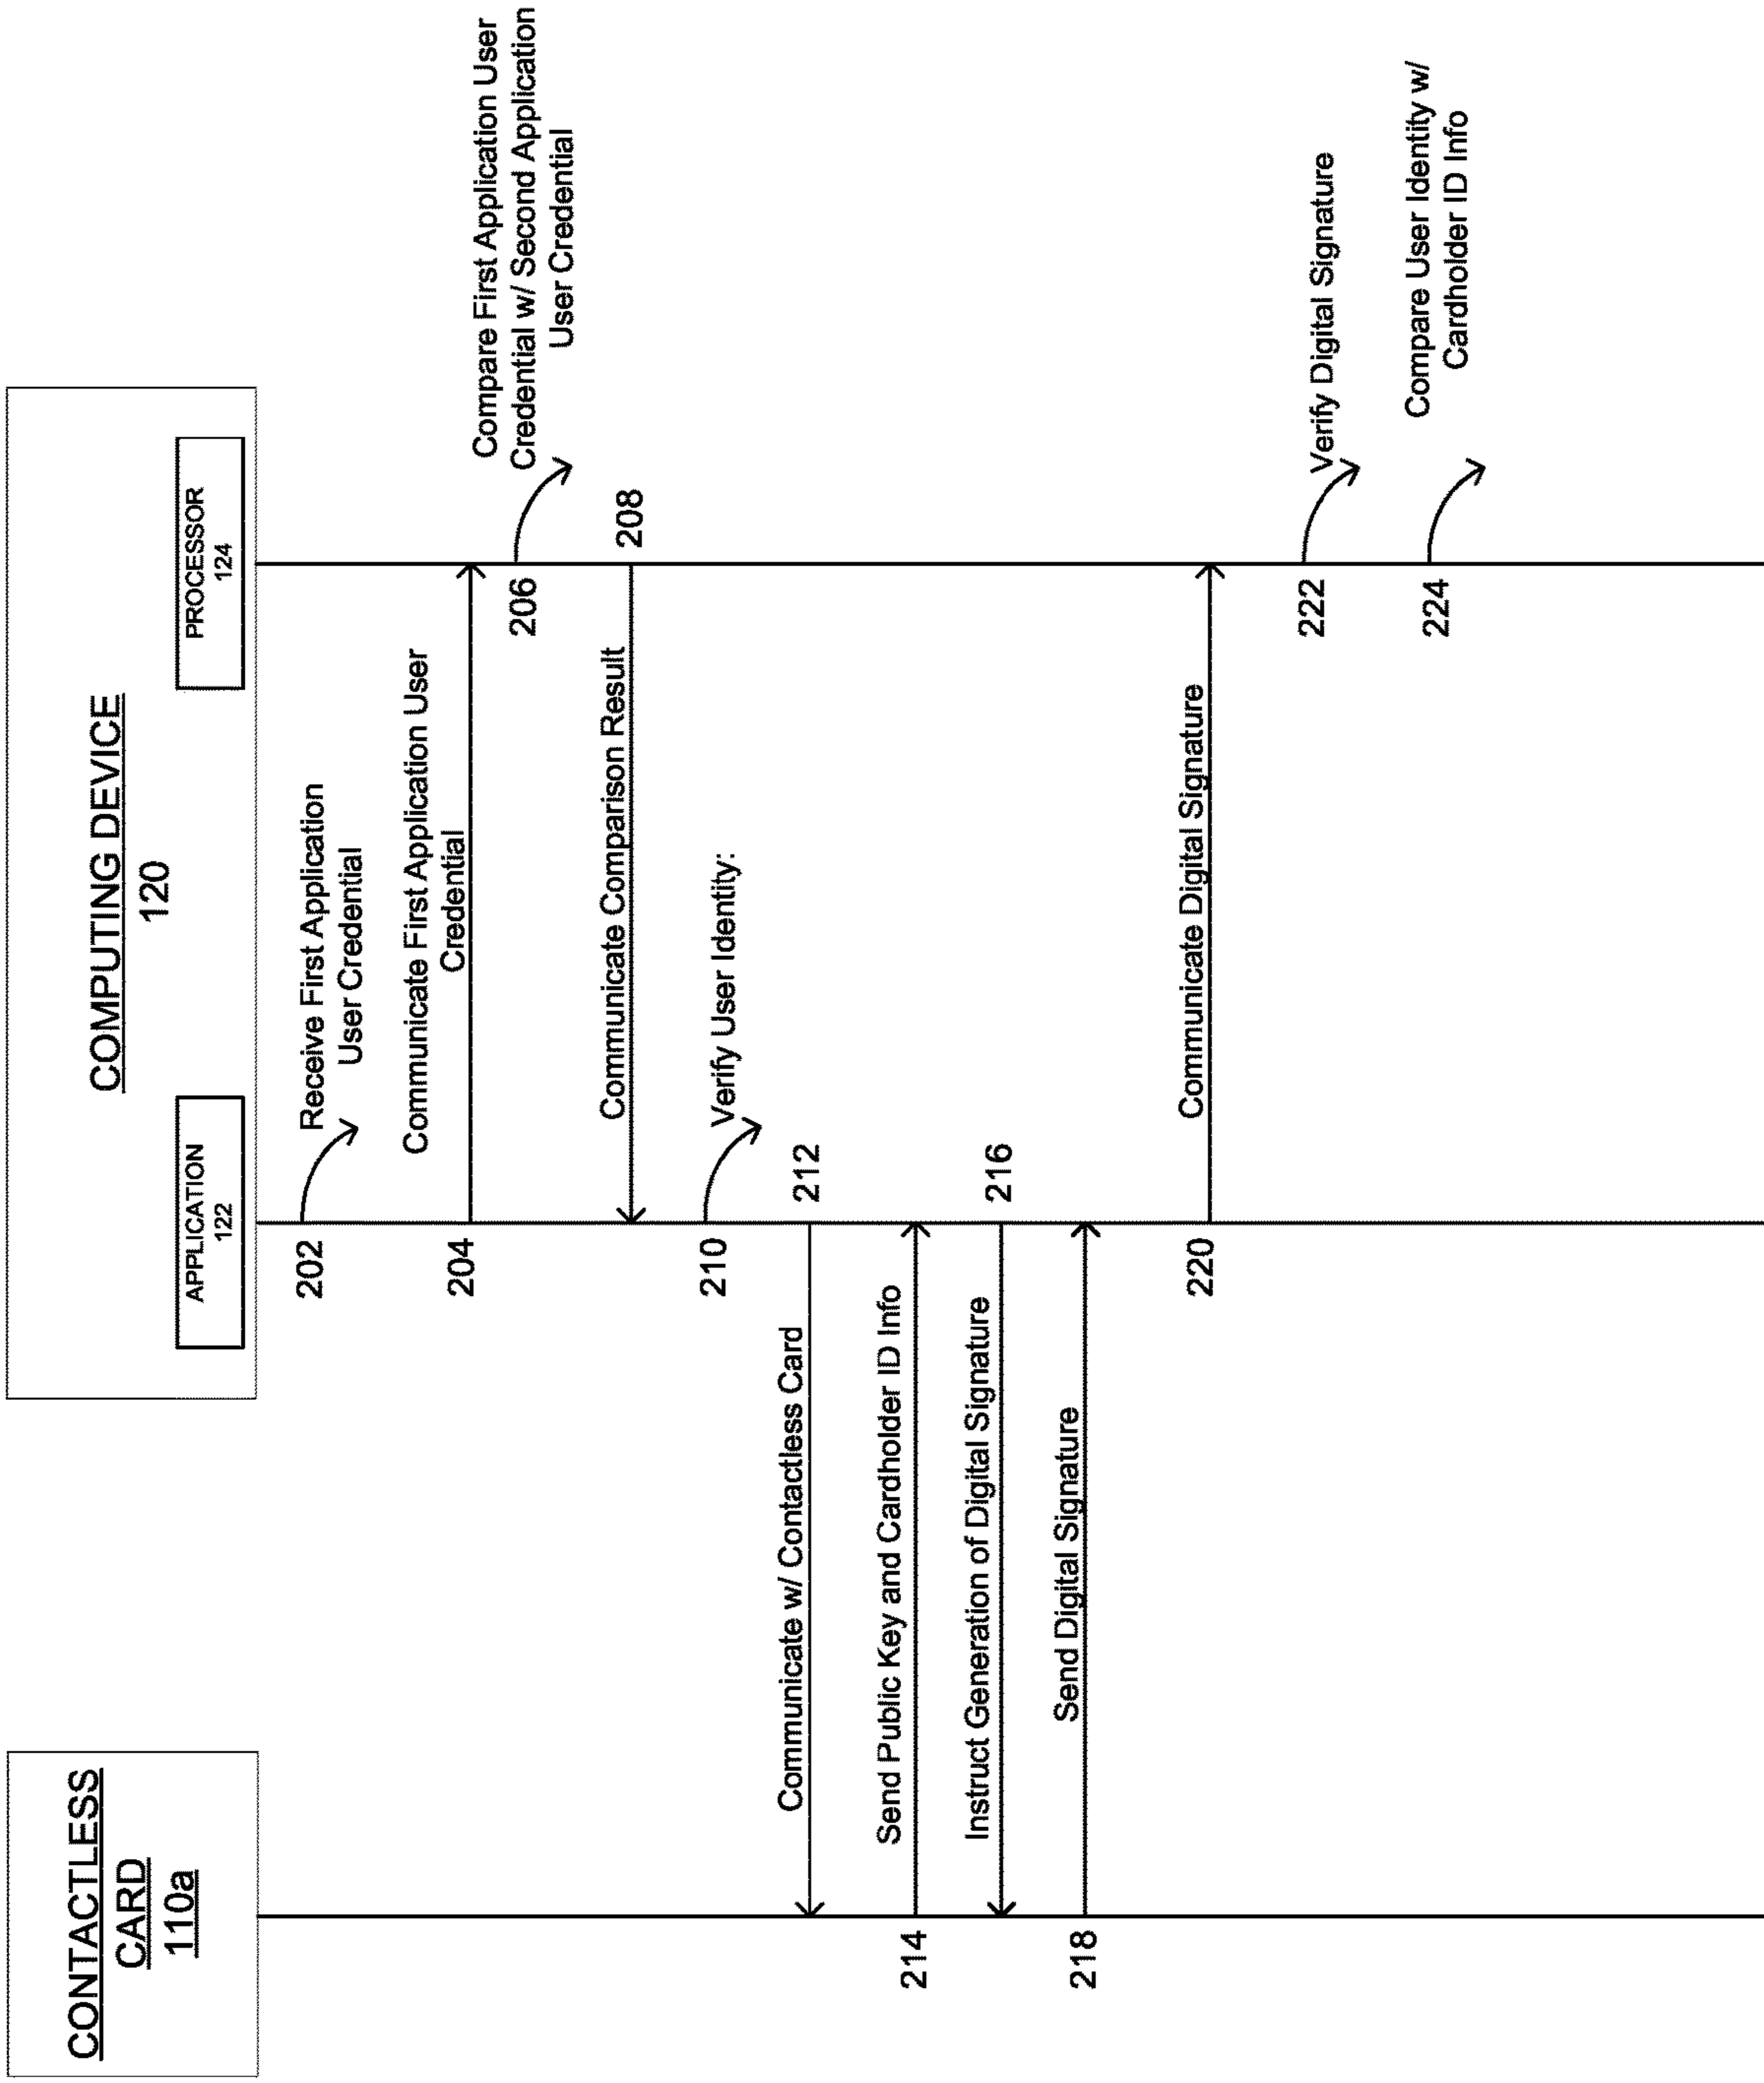 CONTACTLESS
CARD
110a
COMPUTING DEVICE
120
APPLICATION
122
PROCESSOR
124
202
Receive First Application
User Credential
204
Communicate First Application User
Credential
206
Compare First Application User
Credential w/ Second Application
User Credential
208
Communicate Comparison Result
210
Verify User Identity:
212
Communicate w/ Contactless Card
214
Send Public Key and Cardholder ID Info
216
Instruct Generation of Digital Signature
218
Send Digital Signature
220
Communicate Digital Signature
222
Verify Digital Signature
224
Compare User Identity w/
Cardholder ID Info